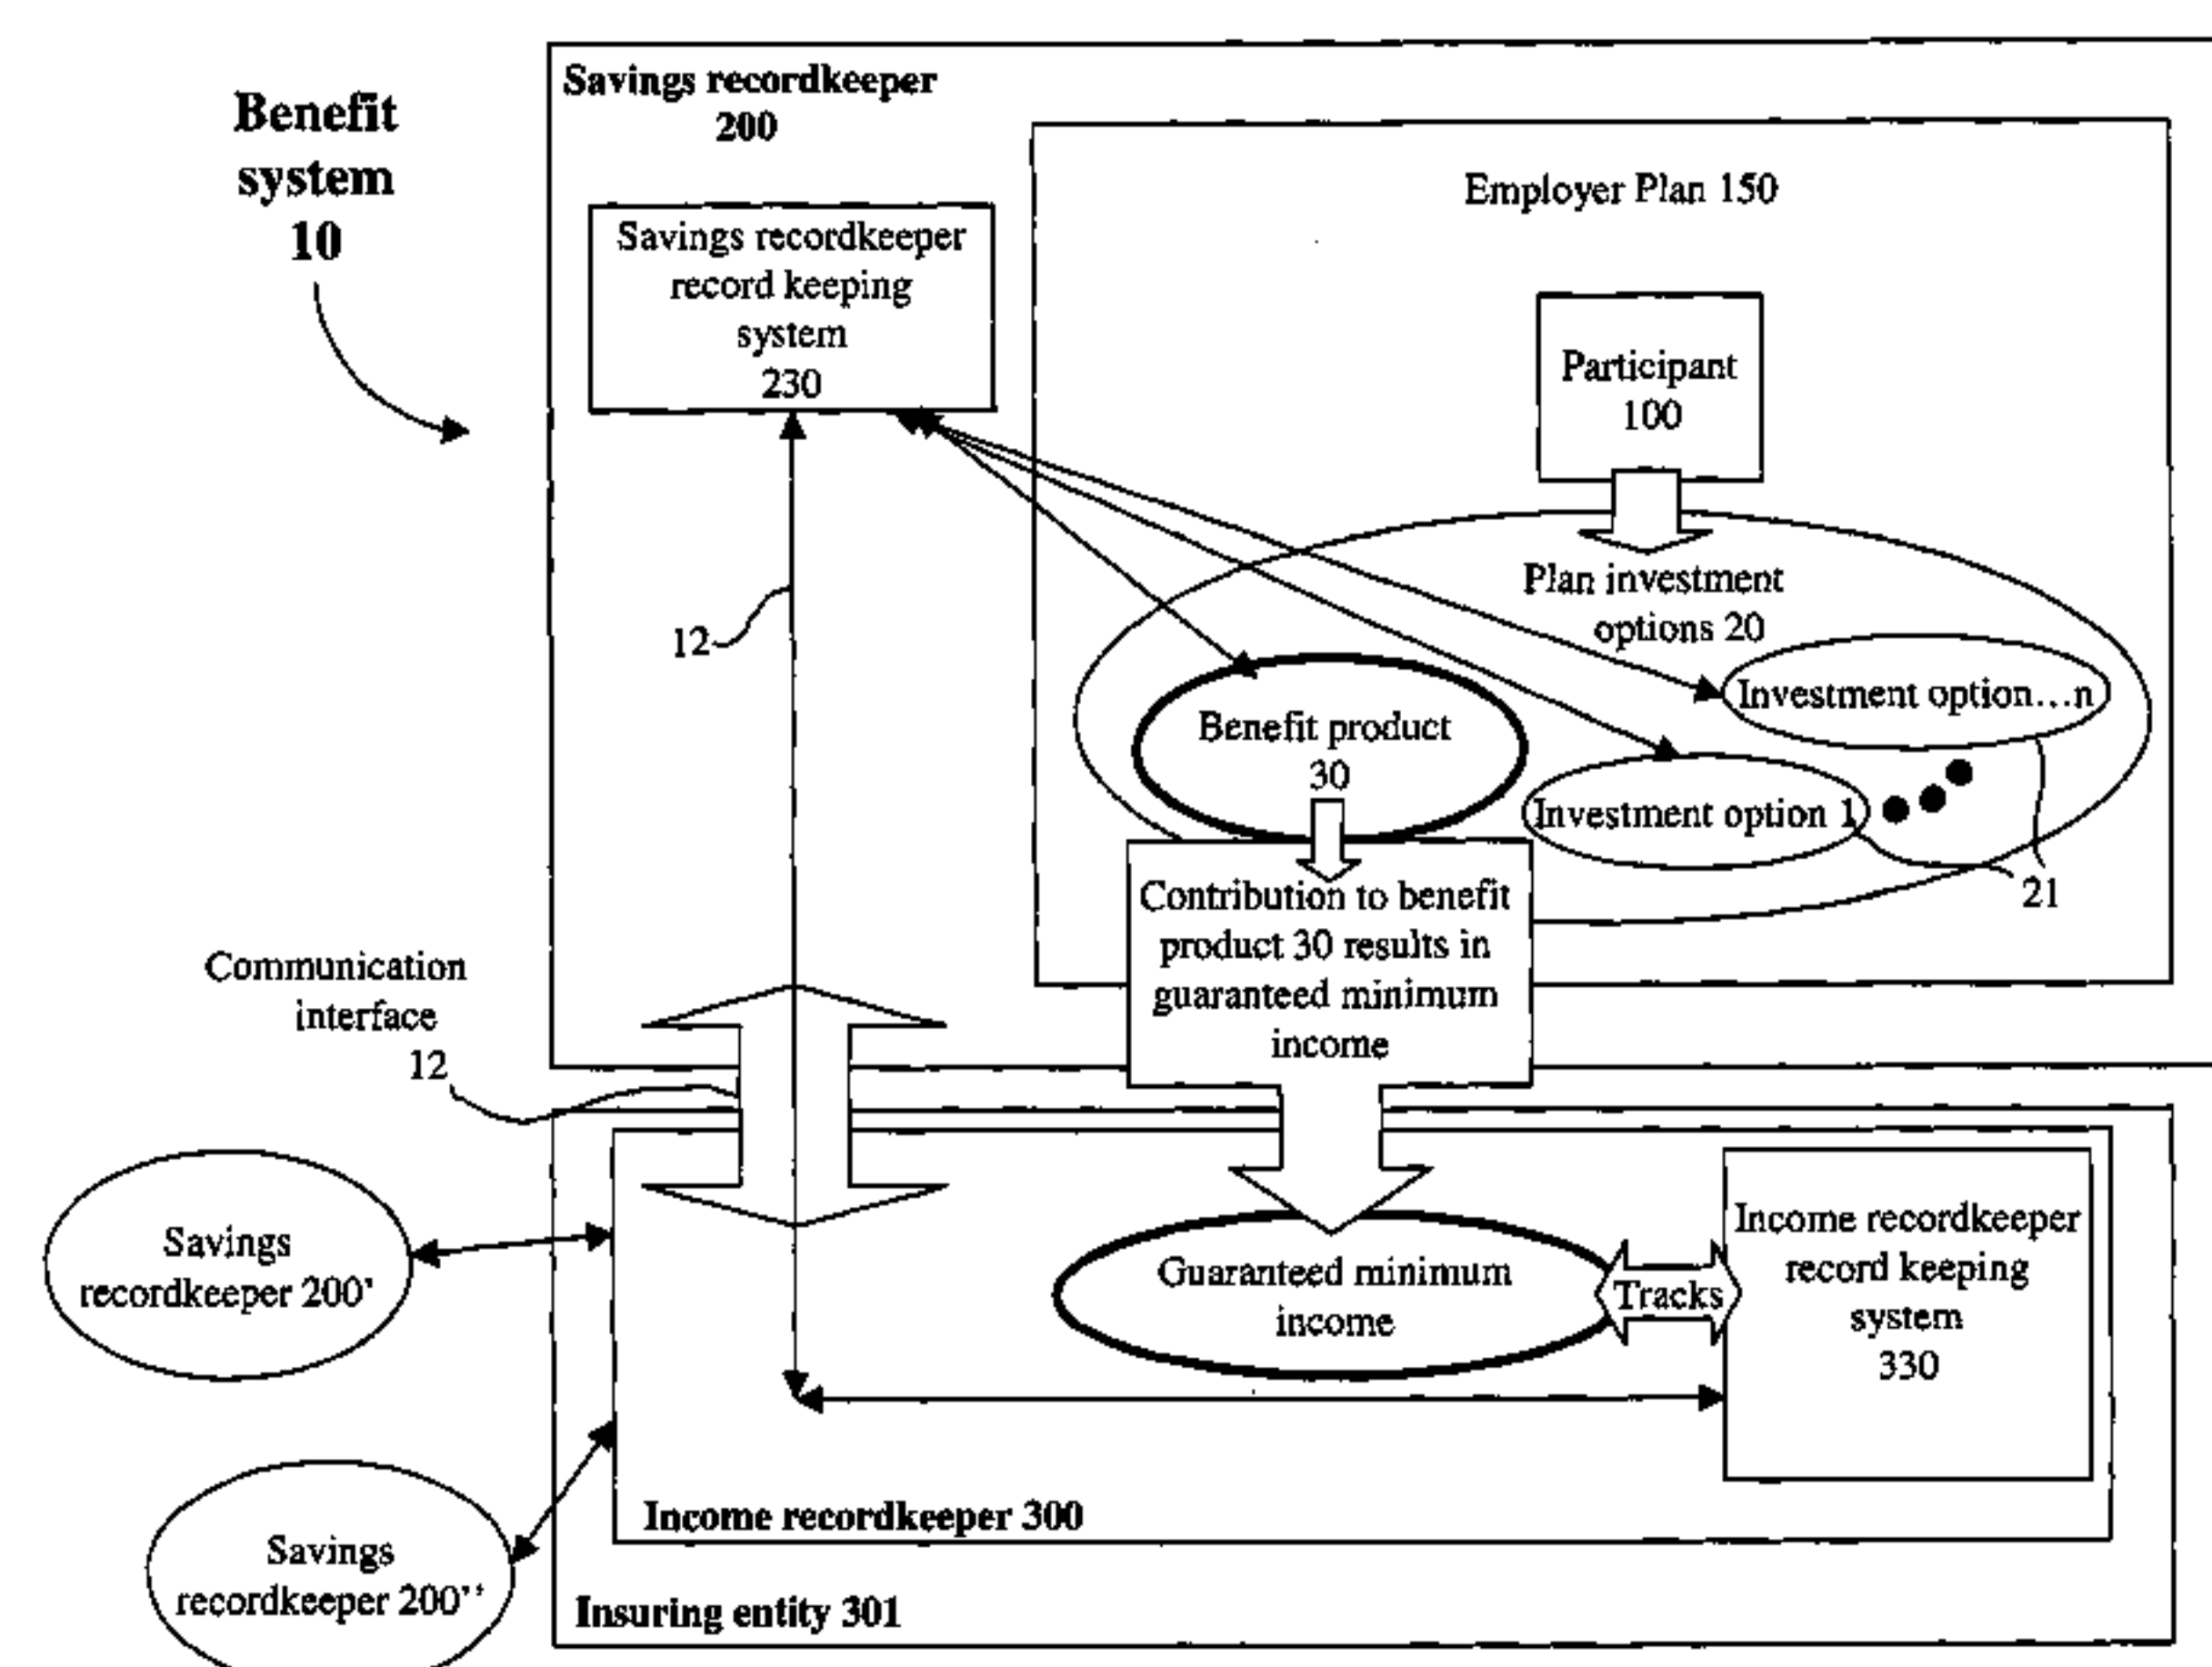 Benefit
system
10
Savings recordkeeper
200
Savings recordkeeper
record keeping
system
230
Employer Plan 150
Participant
100
Plan investment
options 20
Investment option...n
Benefit product
30
Investment option 1
21
12
Contribution to benefit
product 30 results in
guaranteed minimum
income
Communication
interface
12
Savings
recordkeeper 200'
Guaranteed minimum
income
Tracks
Income recordkeeper
record keeping
system
330
Income recordkeeper 300
Savings
recordkeeper 200''
Insuring entity 301